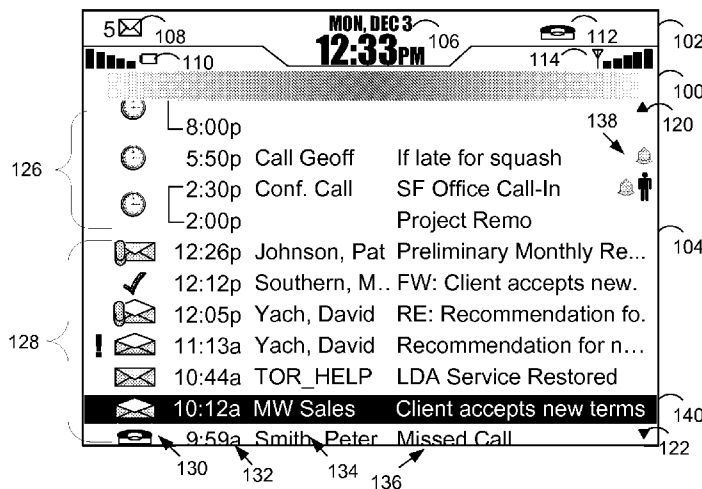 5 108 MON, DEC 3 106 112 102
110 12:33PM 114
100
8:00p 138 120
126 5:50p Call Geoff If late for squash
2:30p Conf. Call SF Office Call-In
2:00p Project Remo
12:26p Johnson, Pat Preliminary Monthly Re... 104
12:12p Southern, M.. FW: Client accepts new.
12:05p Yach, David RE: Recommendation fo.
128 ! 11:13a Yach, David Recommendation for n...
10:44a TOR_HELP LDA Service Restored
10:12a MW Sales Client accepts new terms 140
9:59a Smith, Peter Missed Call 122
130 132 134 136